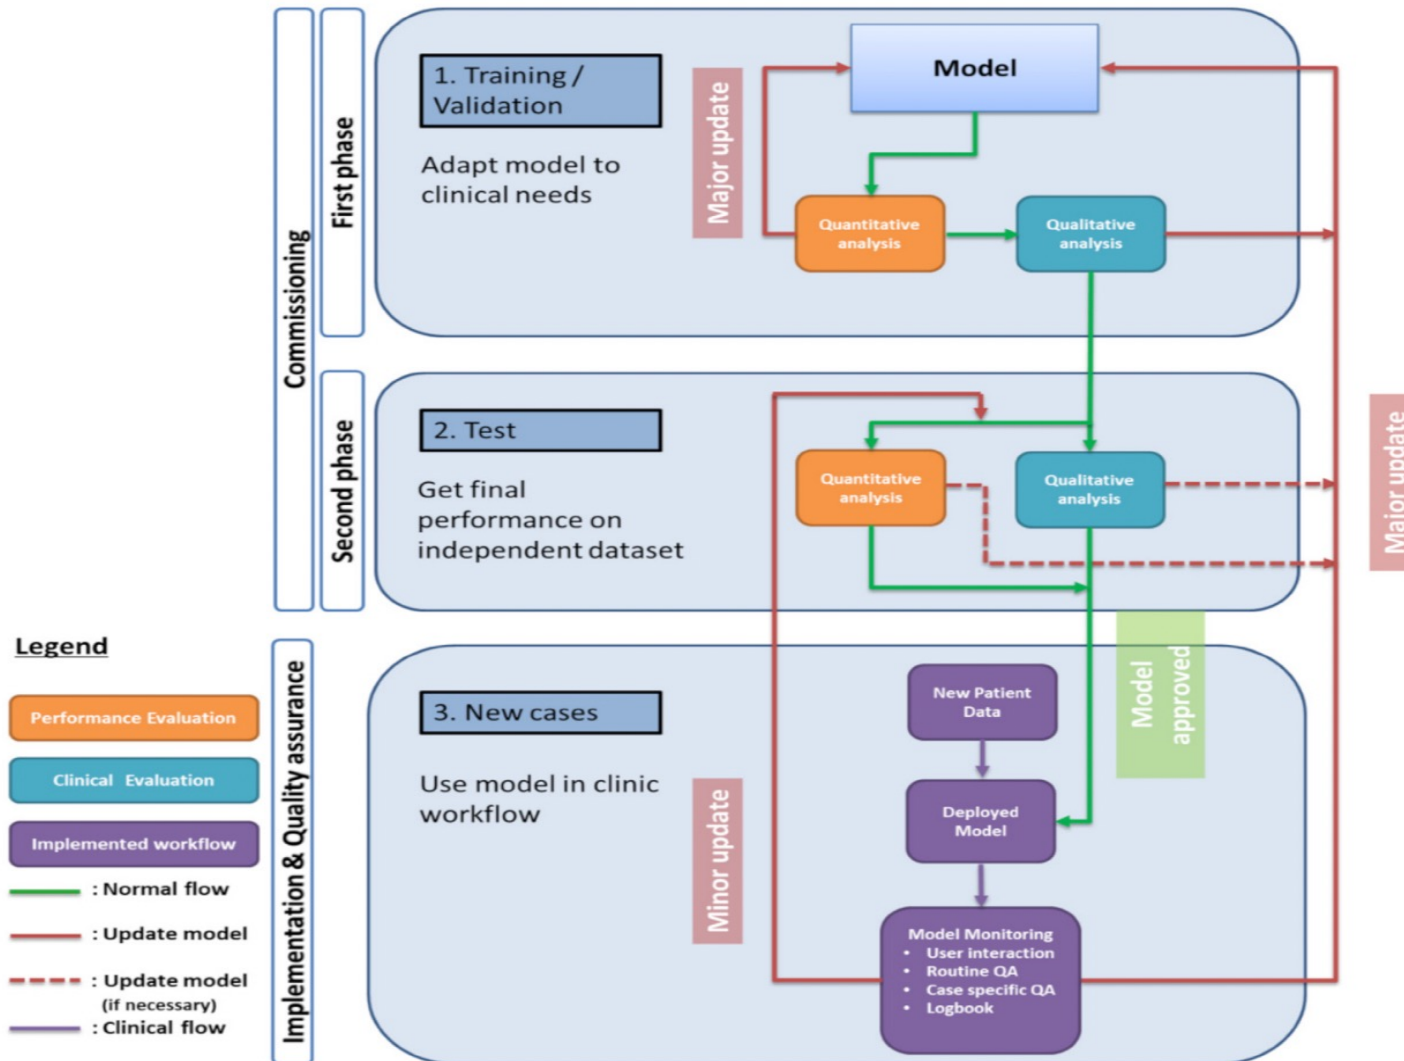 Commissioning
First phase
1. Training /
Validation
Adapt model to
clinical needs
Major update
Model
Quantitative
analysis
Qualitative
analysis
Second phase
2. Test
Get final
performance on
independent dataset
Quantitative
analysis
Qualitative
analysis
Major update
Model
approved
Implementation & Quality assurance
3. New cases
Use model in clinic
workflow
Minor update
New Patient
Data
Deployed
Model
Model Monitoring
• User interaction
• Routine QA
• Case specific QA
• Logbook
Legend
Performance Evaluation
Clinical Evaluation
Implemented workflow
: Normal flow
: Update model
: Update model
(if necessary)
: Clinical flow